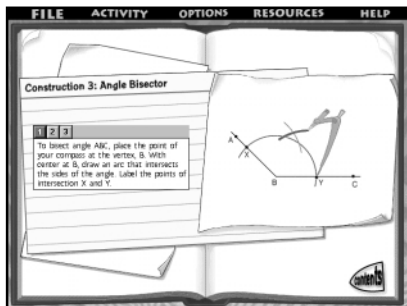 FILE ACTIVITY OPTIONS RESOURCES HELP
Construction 3: Angle Bisector
1 2 3
To bisect angle ABC, place the point of
your compass at the vertex, B. With
center at B, draw an arc that intersects
the sides of the angle. Label the points of
intersection X and Y.
A
X
B
Y
C
contents